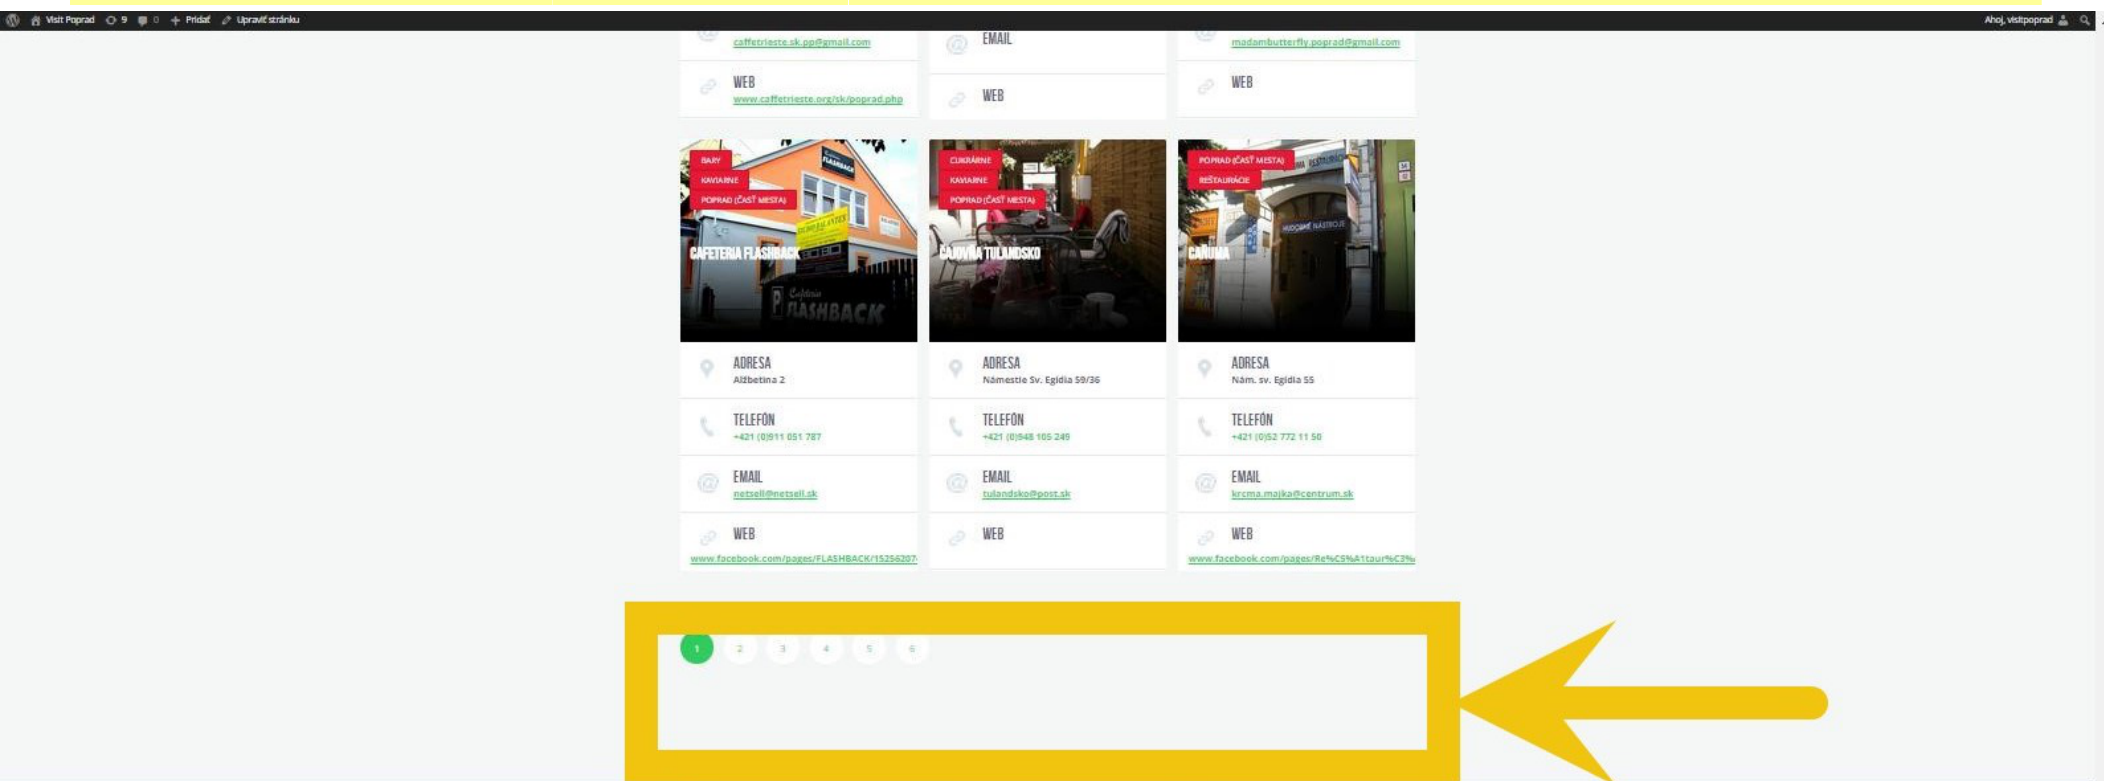 Visit Poprad 9 0 Pridať Upraviť stránku Ahoj, visitpoprad
caffetrieste.sk.pp@gmail.com
EMAIL
madambutterfly.poprad@gmail.com
WEB
www.caffetrieste.org/sk/poprad.php
WEB
WEB
BARY
KAVIARNE
POPRAD (ČASŤ MESTA)
FLASHBACK
CAFETERIA FLASHBACK
Cafeteria
FLASHBACK
CUKRÁRNE
KAVIARNE
POPRAD (ČASŤ MESTA)
ČAJOVŇA TULANDSKO
POPRAD (ČASŤ MESTA)
REŠTAURÁCIE
HUDOBNÉ NÁSTROJE
CAŇUMA
ADRESA
Alžbetina 2
ADRESA
Námestie Sv. Egídia 59/36
ADRESA
Nám. sv. Egídia 55
TELEFÓN
+421 (0)911 051 787
TELEFÓN
+421 (0)948 105 249
TELEFÓN
+421 (0)52 772 11 50
EMAIL
netsell@netsell.sk
EMAIL
tulandsko@post.sk
EMAIL
krcma.majka@centrum.sk
WEB
www.facebook.com/pages/FLASHBACK/15256207
WEB
WEB
www.facebook.com/pages/Re%C5%A1taur%C3%
1 2 3 4 5 6